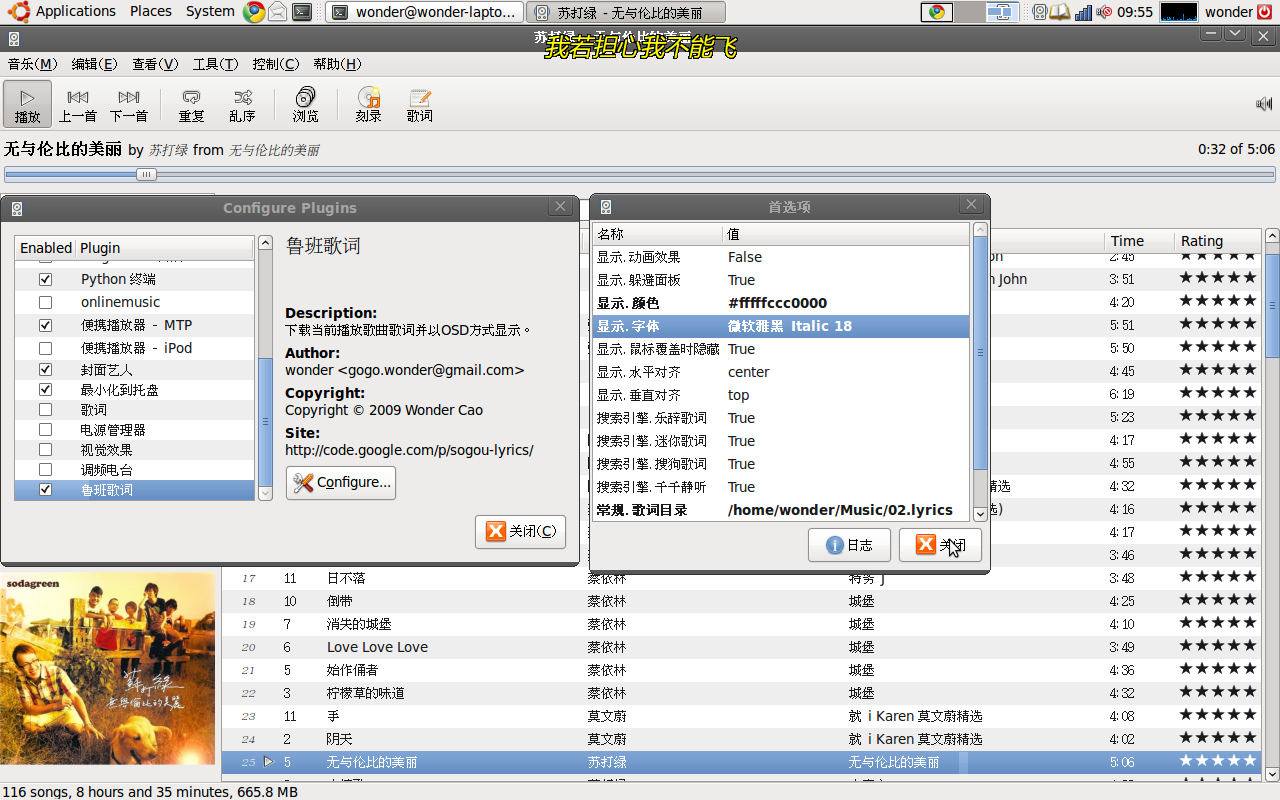 Applications Places System wonder@wonder-lapto... 苏打绿 - 无与伦比的美丽 09:55 wonder
我若担心我不能飞
音乐(M) 编辑(E) 查看(V) 工具(T) 控制(C) 帮助(H)
播放 上一首 下一首 重复 乱序 浏览 刻录 歌词
无与伦比的美丽 by 苏打绿 from 无与伦比的美丽 0:32 of 5:06
Configure Plugins
Enabled Plugin
Python 终端
onlinemusic
便携播放器 - MTP
便携播放器 - iPod
封面艺人
最小化到托盘
歌词
电源管理器
视觉效果
调频电台
鲁班歌词
鲁班歌词
Description:
下载当前播放歌曲歌词并以OSD方式显示。
Author:
wonder <gogo.wonder@gmail.com>
Copyright:
Copyright © 2009 Wonder Cao
Site:
http://code.google.com/p/sogou-lyrics/
Configure...
关闭(C)
首选项
名称 值
显示.动画效果 False
显示.躲避面板 True
显示.颜色 #fffffccc0000
显示.字体 微软雅黑 Italic 18
显示.鼠标覆盖时隐藏 True
显示.水平对齐 center
显示.垂直对齐 top
搜索引擎.乐辞歌词 True
搜索引擎.迷你歌词 True
搜索引擎.搜狗歌词 True
搜索引擎.千千静听 True
常规.歌词目录 /home/wonder/Music/02.lyrics
日志 关闭
Time Rating
2:45
John 3:51
4:20
5:51
5:50
4:45
6:19
5:23
4:17
4:55
精选 4:32
4:16
4:17
3:46
17 11 日不落 蔡依林 特务 J 3:48
18 10 倒带 蔡依林 城堡 4:25
19 7 消失的城堡 蔡依林 城堡 4:10
20 6 Love Love Love 蔡依林 城堡 3:49
21 5 始作俑者 蔡依林 城堡 4:36
22 3 柠檬草的味道 蔡依林 城堡 4:32
23 11 手 莫文蔚 就 i Karen 莫文蔚精选 4:08
24 2 阴天 莫文蔚 就 i Karen 莫文蔚精选 4:02
25 5 无与伦比的美丽 苏打绿 无与伦比的美丽 5:06
sodagreen
蘇打綠
無與倫比的美麗
116 songs, 8 hours and 35 minutes, 665.8 MB